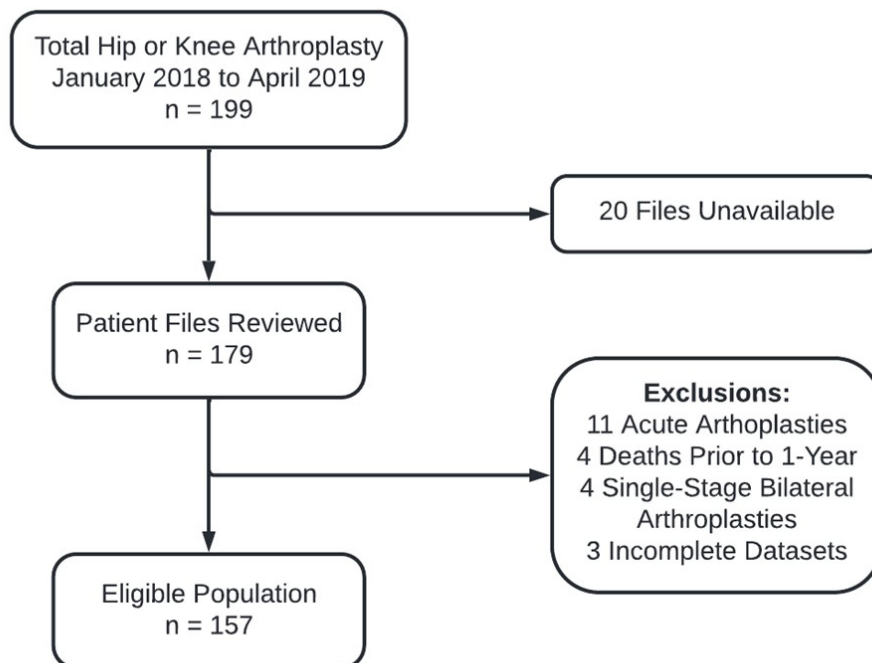 Total Hip or Knee Arthroplasty
January 2018 to April 2019
n = 199
20 Files Unavailable
Patient Files Reviewed
n = 179
Exclusions:
11 Acute Arthoplasties
4 Deaths Prior to 1-Year
4 Single-Stage Bilateral
Arthroplasties
3 Incomplete Datasets
Eligible Population
n = 157